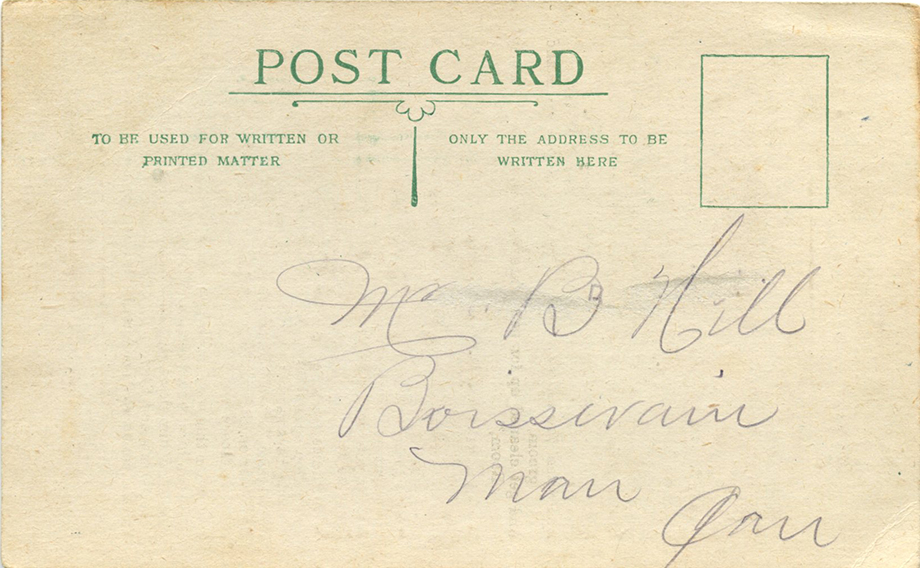 POST CARD
TO BE USED FOR WRITTEN OR
PRINTED MATTER
ONLY THE ADDRESS TO BE
WRITTEN HERE
Mr B Hill
Boissevain
Man
Can